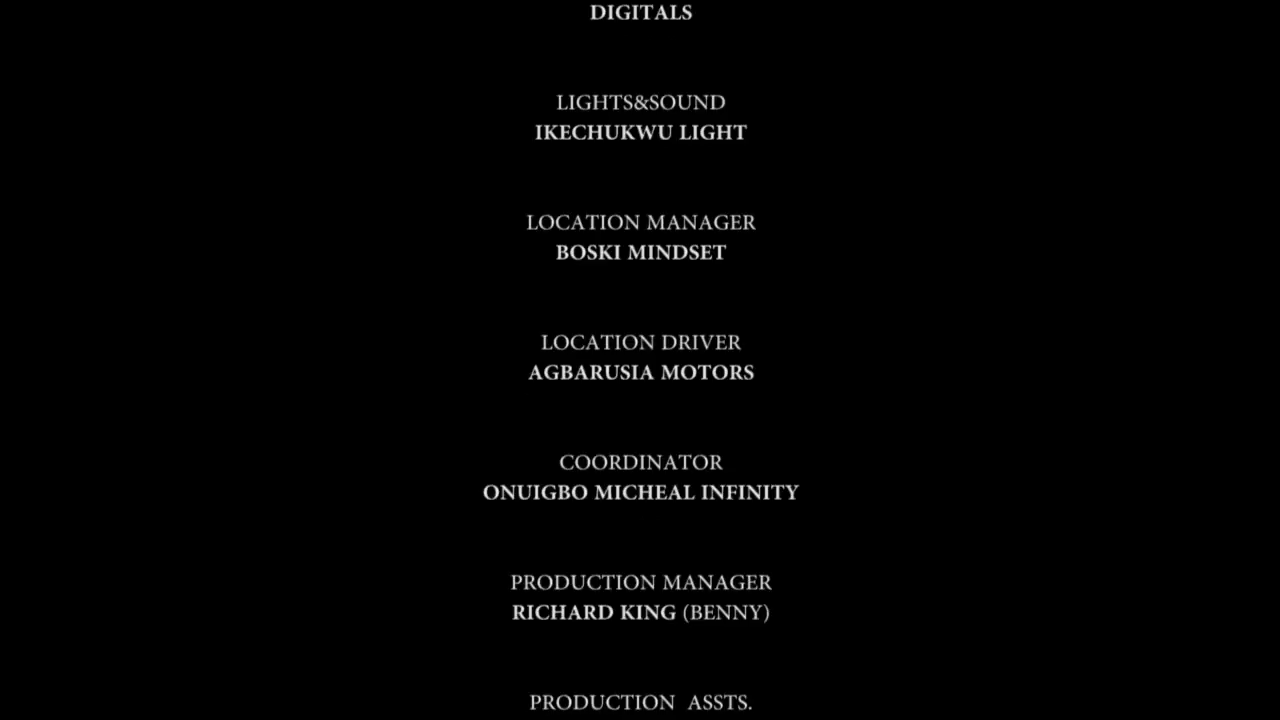 DIGITALS
LIGHTS&SOUND
IKECHUKWU LIGHT
LOCATION MANAGER
BOSKI MINDSET
LOCATION DRIVER
AGBARUSIA MOTORS
COORDINATOR
ONUIGBO MICHEAL INFINITY
PRODUCTION MANAGER
RICHARD KING (BENNY)
PRODUCTION ASSTS.